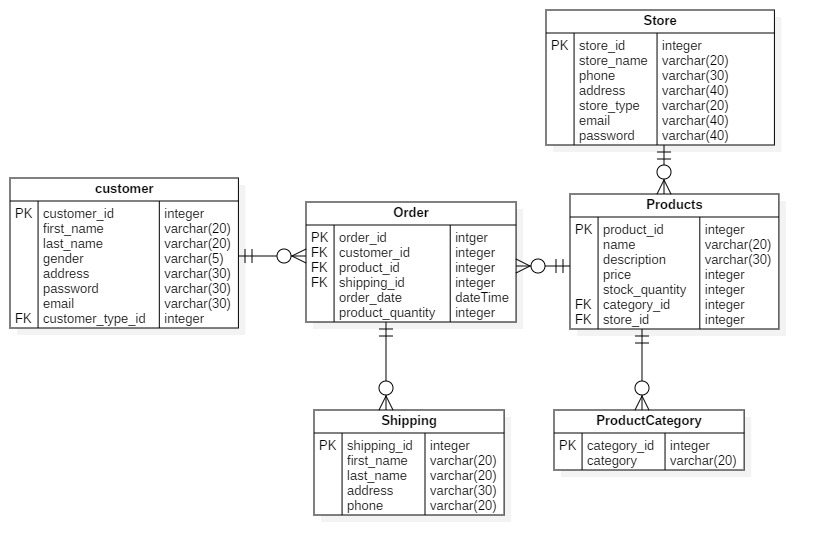 Store
PK store_id integer
store_name varchar(20)
phone varchar(30)
address varchar(40)
store_type varchar(20)
email varchar(40)
password varchar(40)
customer
PK customer_id integer
first_name varchar(20)
last_name varchar(20)
gender varchar(5)
address varchar(30)
password varchar(30)
email varchar(30)
FK customer_type_id integer
Order
PK order_id intger
FK customer_id integer
FK product_id integer
FK shipping_id integer
order_date dateTime
product_quantity integer
Products
PK product_id integer
name varchar(20)
description varchar(30)
price integer
stock_quantity integer
FK category_id integer
FK store_id integer
Shipping
PK shipping_id integer
first_name varchar(20)
last_name varchar(20)
address varchar(30)
phone varchar(20)
ProductCategory
PK category_id integer
category varchar(20)